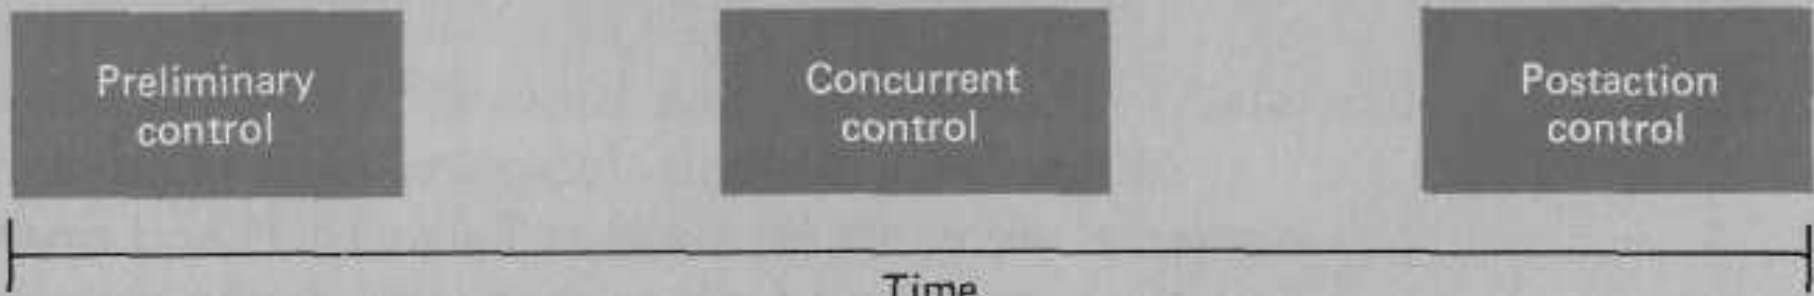 Preliminary
control
Concurrent
control
Postaction
control
Time